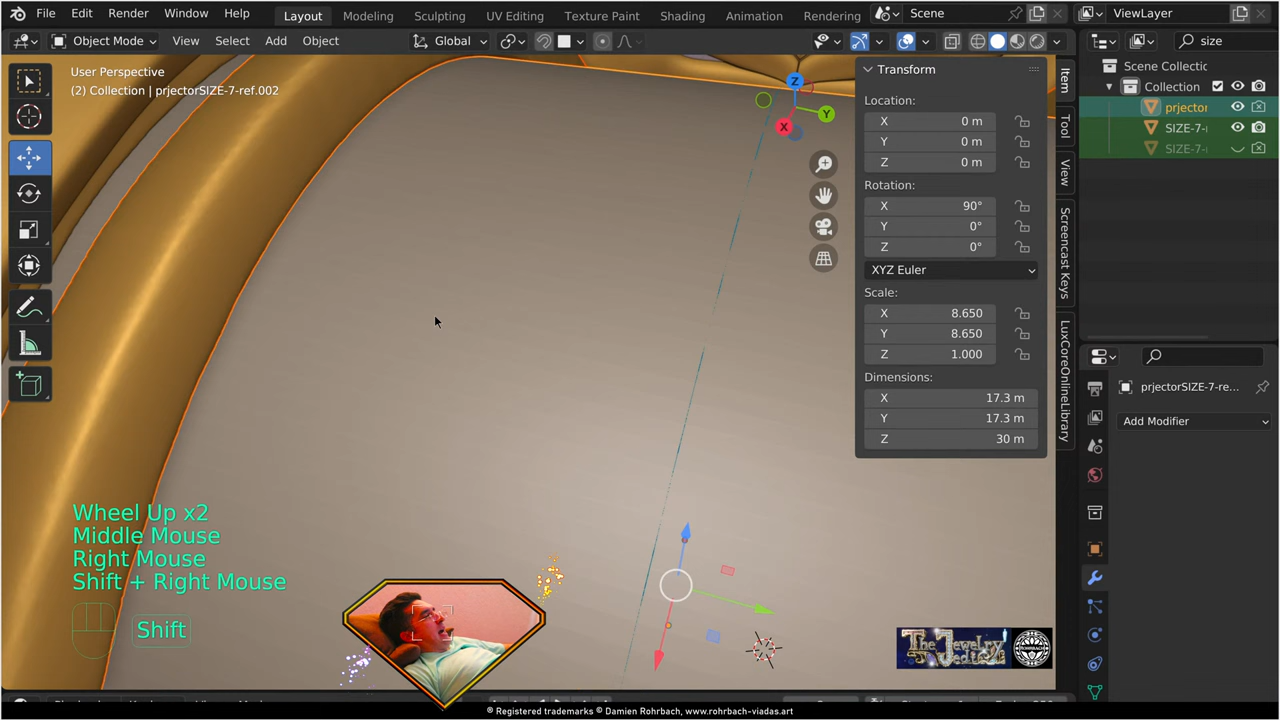 File Edit Render Window Help Layout Modeling Sculpting UV Editing Texture Paint Shading Animation Rendering Scene ViewLayer
Object Mode View Select Add Object Global size
User Perspective
(2) Collection | prjectorSIZE-7-ref.002
Z
Y
X
Transform
Location:
X 0 m
Y 0 m
Z 0 m
Rotation:
X 90°
Y 0°
Z 0°
XYZ Euler
Scale:
X 8.650
Y 8.650
Z 1.000
Dimensions:
X 17.3 m
Y 17.3 m
Z 30 m
Item
Tool
View
Screencast Keys
LuxCoreOnlineLibrary
Scene Collectic
Collection
prjector
SIZE-7-
SIZE-7-
prjectorSIZE-7-re...
Add Modifier
Wheel Up x2
Middle Mouse
Right Mouse
Shift + Right Mouse
Shift
The Jewelry
ROHRBACH
® Registered trademarks © Damien Rohrbach, www.rohrbach-viadas.art